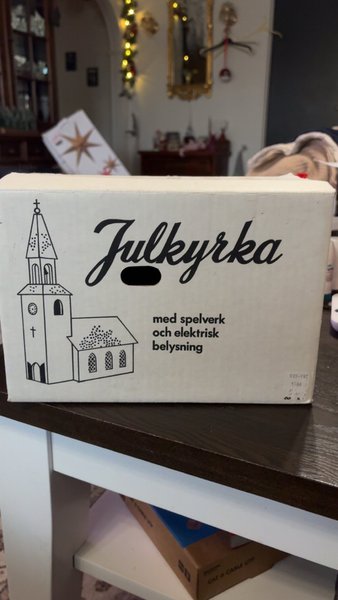 Julkyrka
med spelverk
och elektrisk
belysning